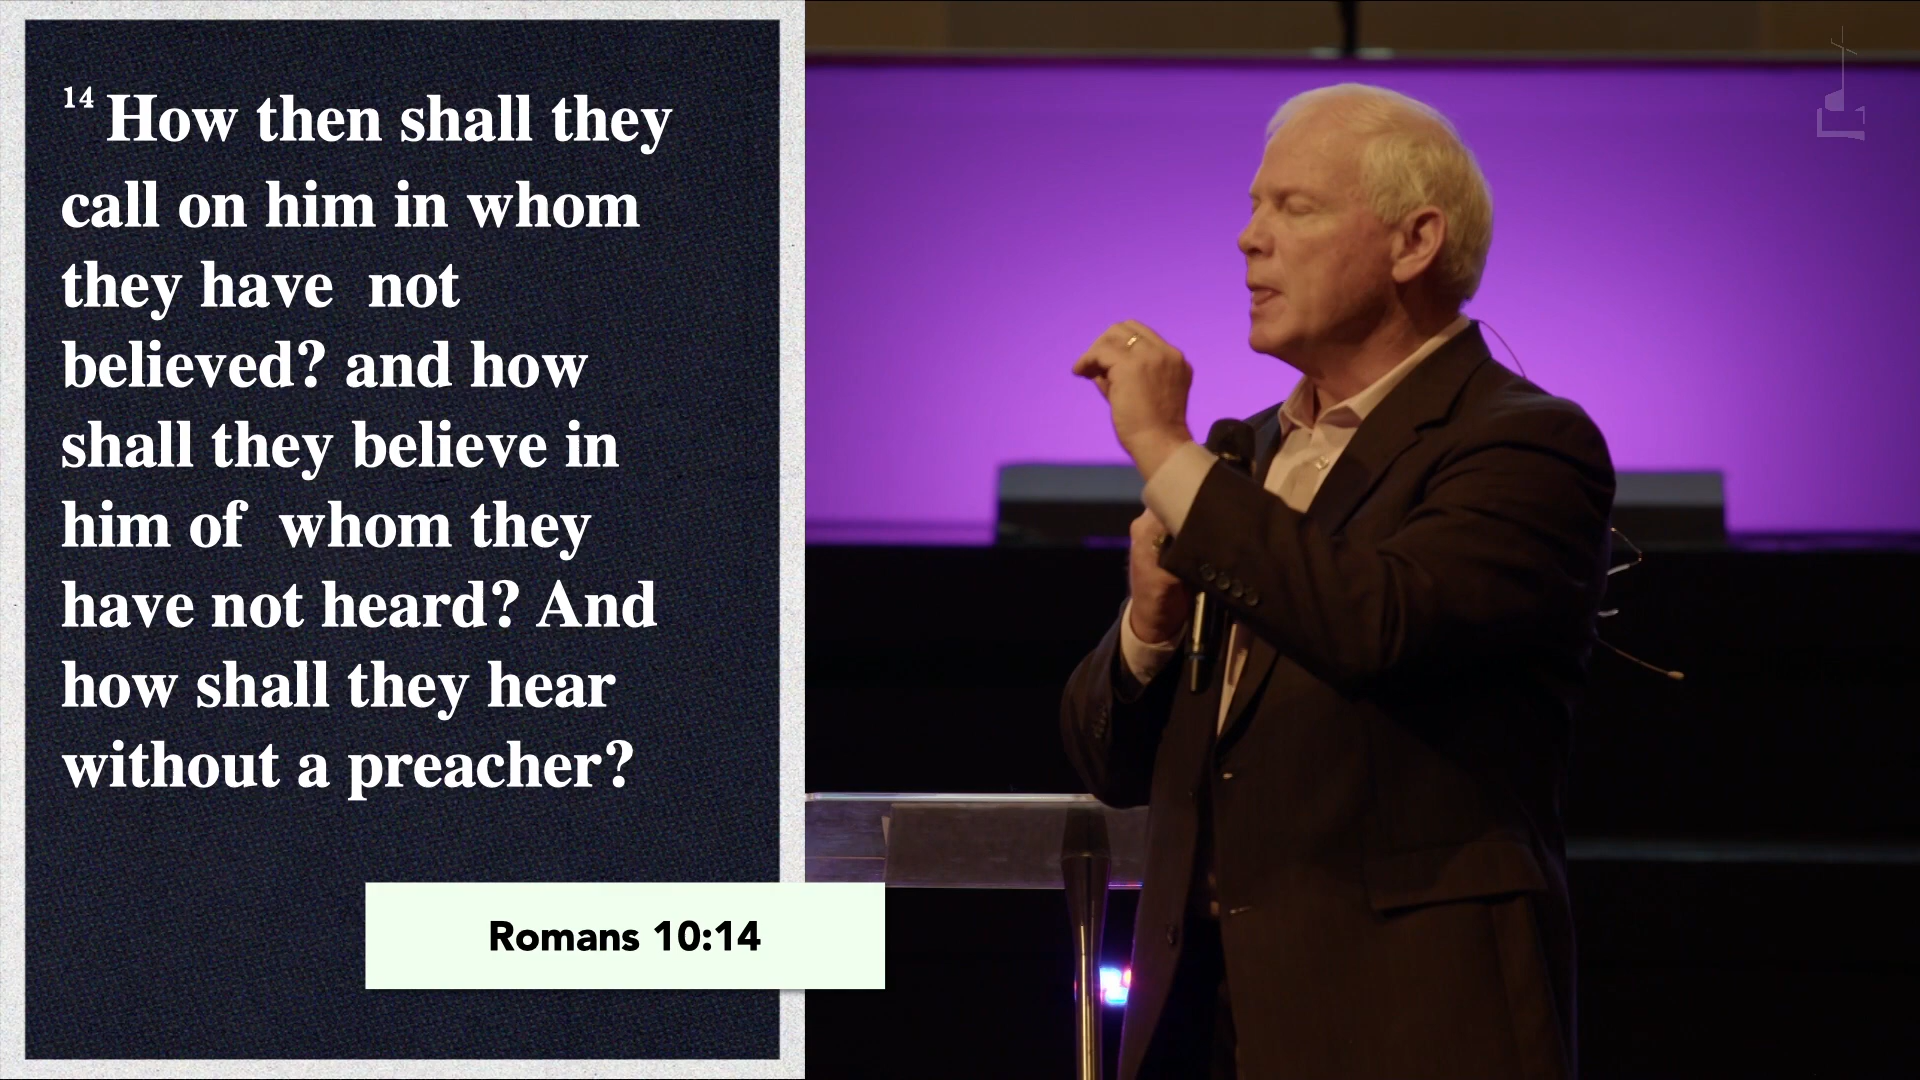 14 How then shall they
call on him in whom
they have  not
believed? and how
shall they believe in
him of  whom they
have not heard? And
how shall they hear
without a preacher?
Romans 10:14